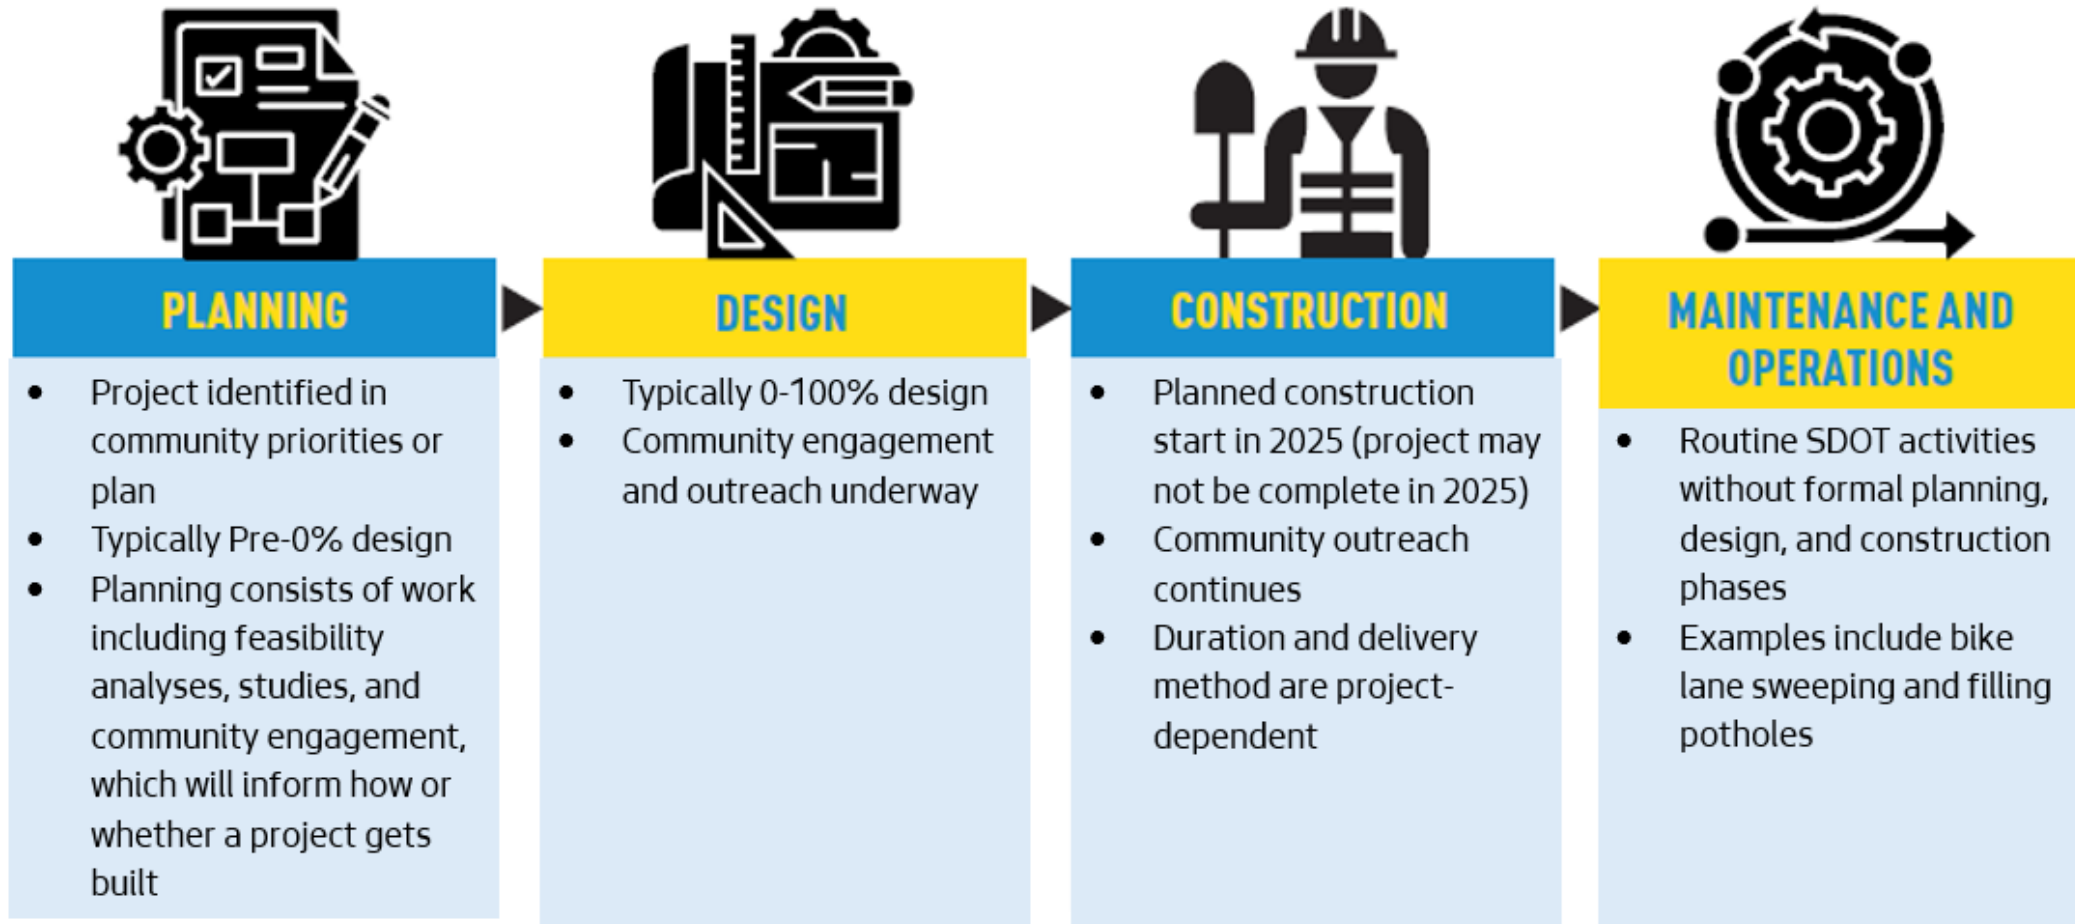 PLANNING
• Project identified in
community priorities or
plan
• Typically Pre-0% design
• Planning consists of work
including feasibility
analyses, studies, and
community engagement,
which will inform how or
whether a project gets
built
DESIGN
• Typically 0-100% design
• Community engagement
and outreach underway
CONSTRUCTION
• Planned construction
start in 2025 (project may
not be complete in 2025)
• Community outreach
continues
• Duration and delivery
method are project-
dependent
MAINTENANCE AND
OPERATIONS
• Routine SDOT activities
without formal planning,
design, and construction
phases
• Examples include bike
lane sweeping and filling
potholes